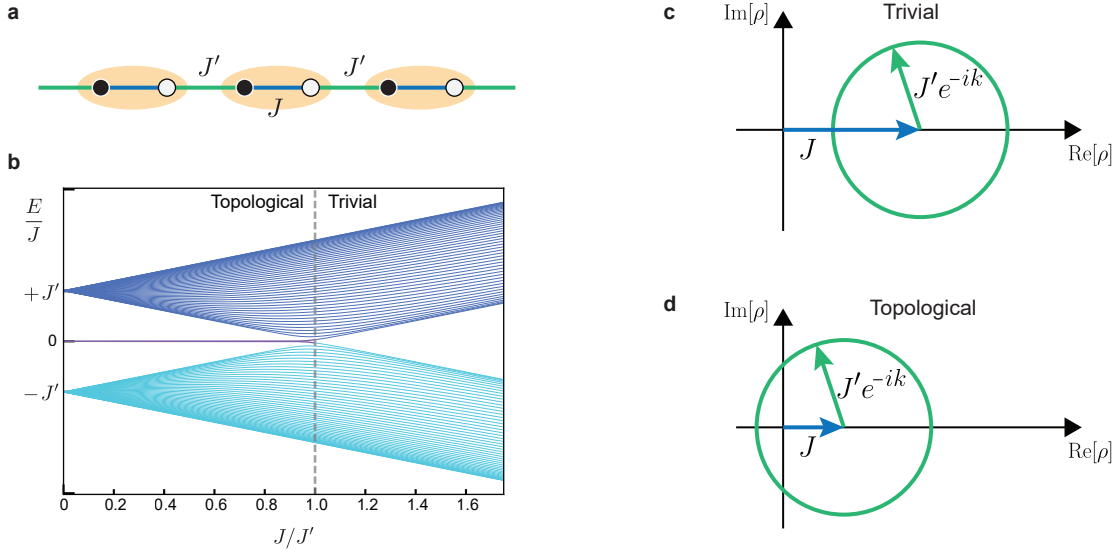 a
J′ J′
J
b
Topological Trivial
E/J
+J′
0
−J′
0 0.2 0.4 0.6 0.8 1.0 1.2 1.4 1.6
J/J′
c
Trivial
Im[ρ]
J′e^{-ik}
J
Re[ρ]
d
Topological
Im[ρ]
J′e^{-ik}
J
Re[ρ]